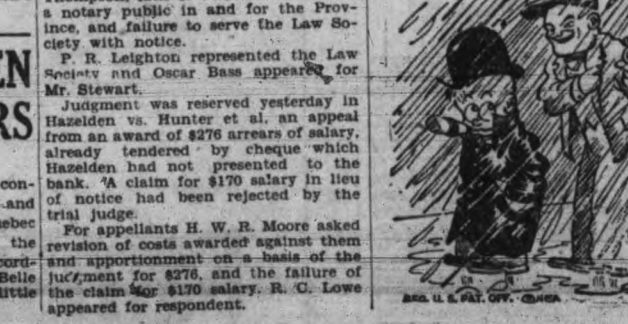 a notary public in and for the Prov-
ince, and failure to serve the Law So-
ciety with notice.
P. R. Leighton represented the Law
Society and Oscar Bass appeared for
Mr. Stewart.
Judgment was reserved yesterday in
Hazelden vs. Hunter et al, an appeal
from an award of $276 arrears of salary,
already tendered by cheque which
Hazelden had not presented to the
bank. A claim for $170 salary in lieu
of notice had been rejected by the
trial judge.
For appellants H. W. R. Moore asked
revision of costs awarded against them
and apportionment on a basis of the
judgment for $276, and the failure of
the claim for $170 salary. R. C. Lowe
appeared for respondent.
EN
RS
con-
and
uebec
the
cord-
Belle
little
REG. U. S. PAT. OFF. ©NEA